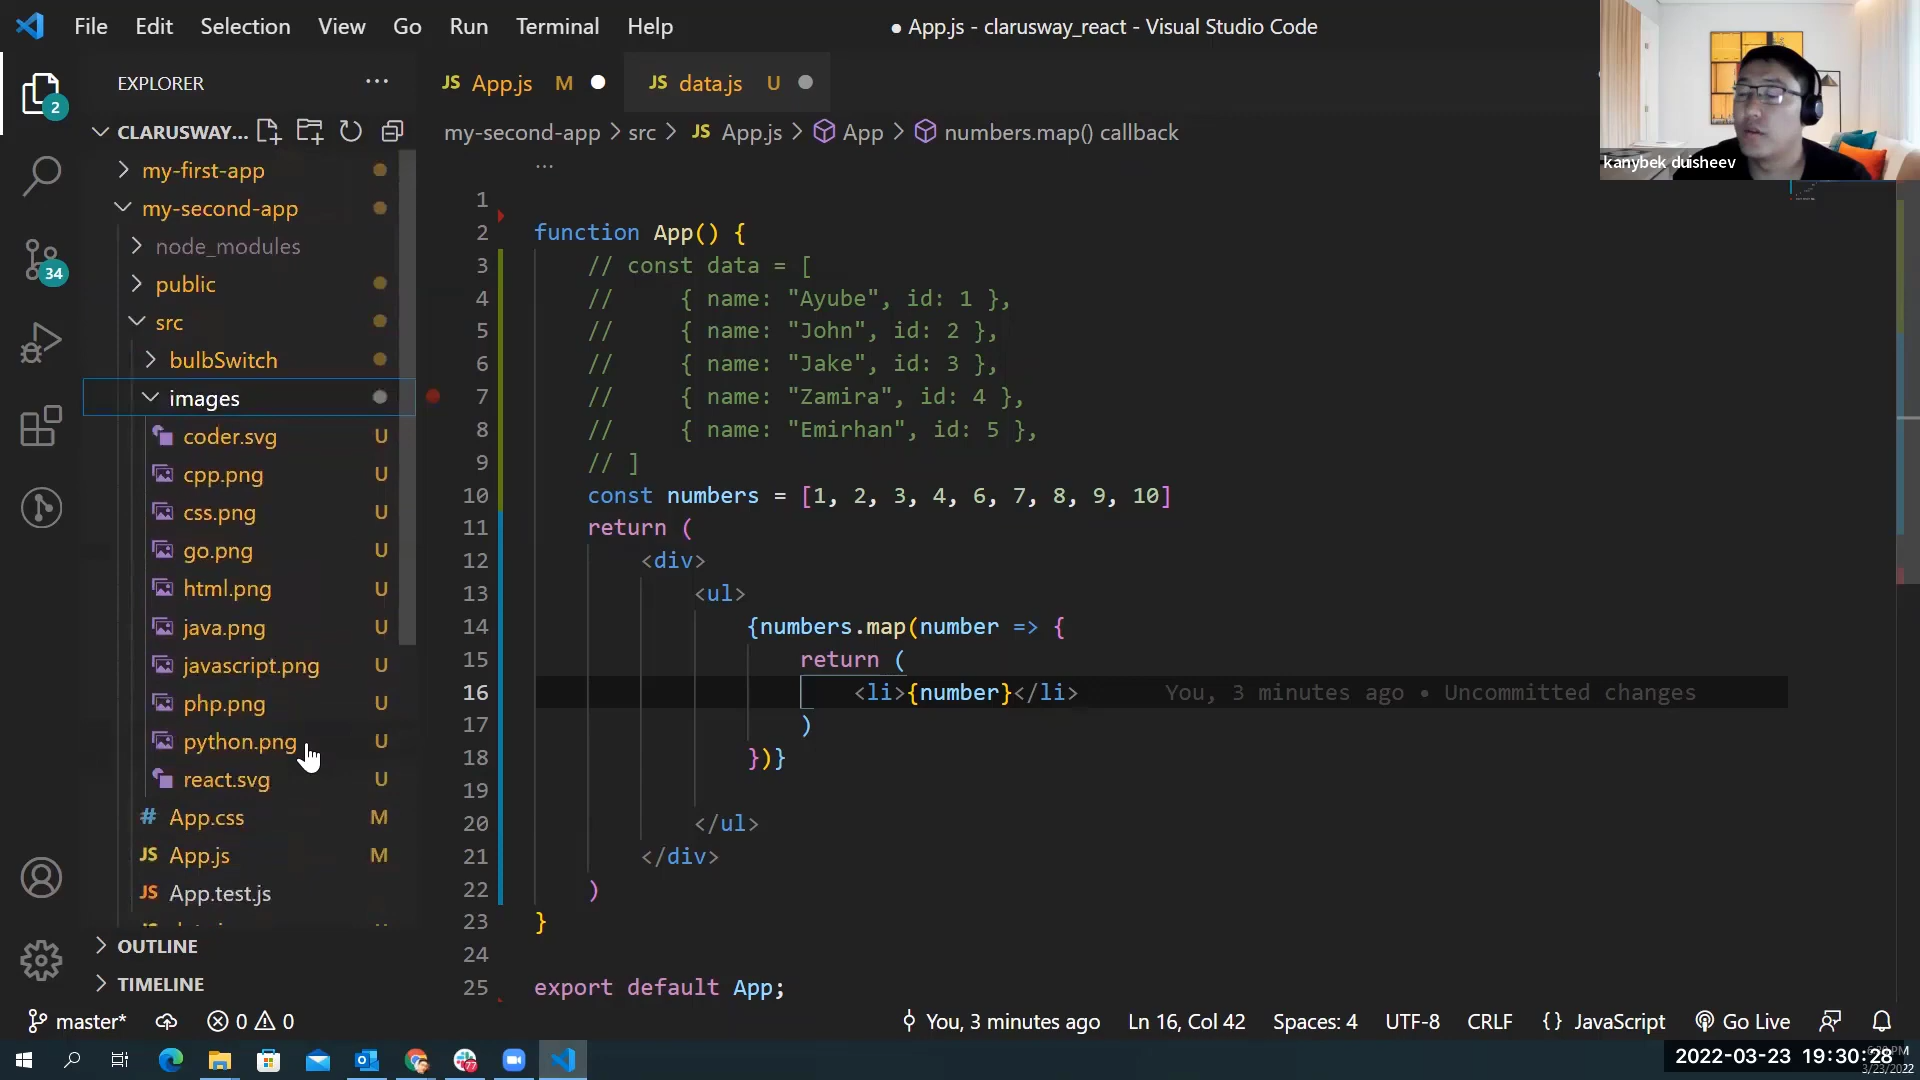 File Edit Selection View Go Run Terminal Help
● App.js - clarusway_react - Visual Studio Code
kanybek duisheev
EXPLORER ...
JS App.js M
JS data.js U
2
CLARUSWAY...
my-second-app > src > JS App.js > App > numbers.map() callback
...
my-first-app
my-second-app
node_modules
public
src
bulbSwitch
images
coder.svg U
cpp.png U
css.png U
go.png U
html.png U
java.png U
javascript.png U
php.png U
python.png U
react.svg U
# App.css M
JS App.js M
JS App.test.js
OUTLINE
TIMELINE
34
1
2 function App() {
3 // const data = [
4 // { name: "Ayube", id: 1 },
5 // { name: "John", id: 2 },
6 // { name: "Jake", id: 3 },
7 // { name: "Zamira", id: 4 },
8 // { name: "Emirhan", id: 5 },
9 // ]
10 const numbers = [1, 2, 3, 4, 6, 7, 8, 9, 10]
11 return (
12 <div>
13 <ul>
14 {numbers.map(number => {
15 return (
16 <li>{number}</li> You, 3 minutes ago • Uncommitted changes
17 )
18 })}
19
20 </ul>
21 </div>
22 )
23 }
24
25 export default App;
master* 0 0 You, 3 minutes ago Ln 16, Col 42 Spaces: 4 UTF-8 CRLF {} JavaScript Go Live
77
2022-03-23 19:30:28
3/23/2022